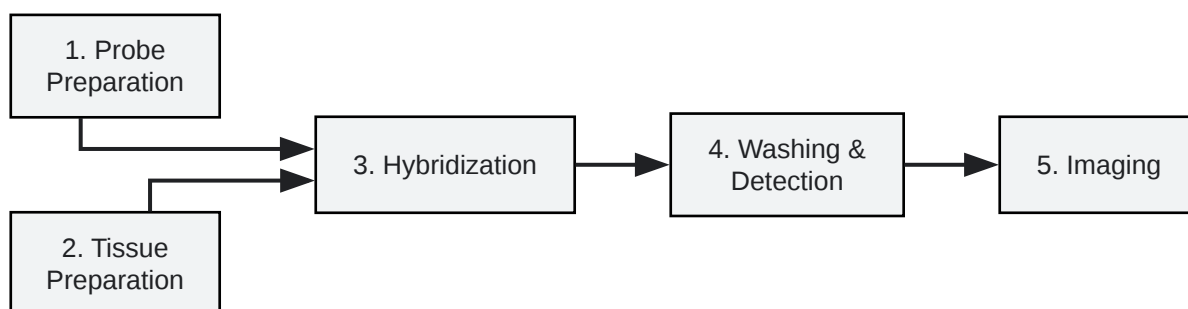 1. Probe
Preparation
2. Tissue
Preparation
3. Hybridization
4. Washing &
Detection
5. Imaging